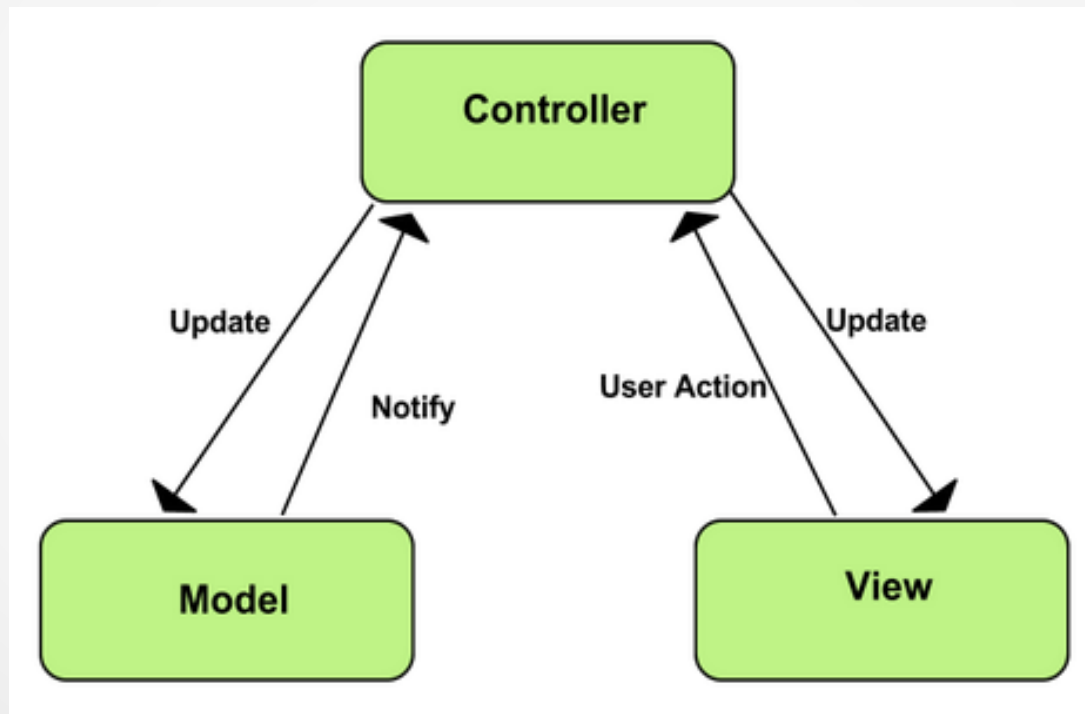 Controller
Update
Update
Notify
User Action
Model
View